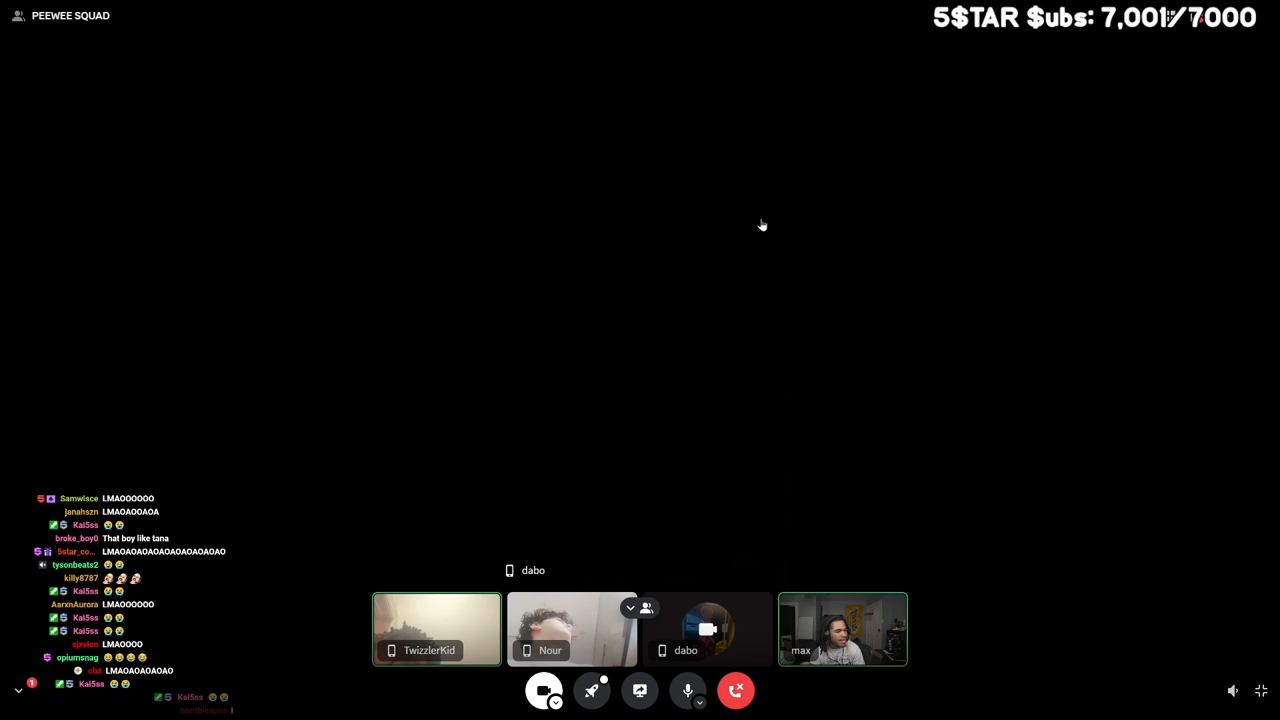 PEEWEE SQUAD
5$TAR $ubs: 7,001/7000
Samwisce LMAOOOOOO
janahszn LMAOAOOAOA
Kai5ss
broke_boy0 That boy like tana
5star_co... LMAOAOAOAOAOAOAOAOAOAO
tysonbeats2
killy8787
Kai5ss
AarxnAurora LMAOOOOOO
Kai5ss
Kai5ss
LMAOOOO
opiumsnag
LMAOAOAOAOAO
Kai5ss
Kai5ss
1
dabo
TwizzlerKid
Nour
dabo
max